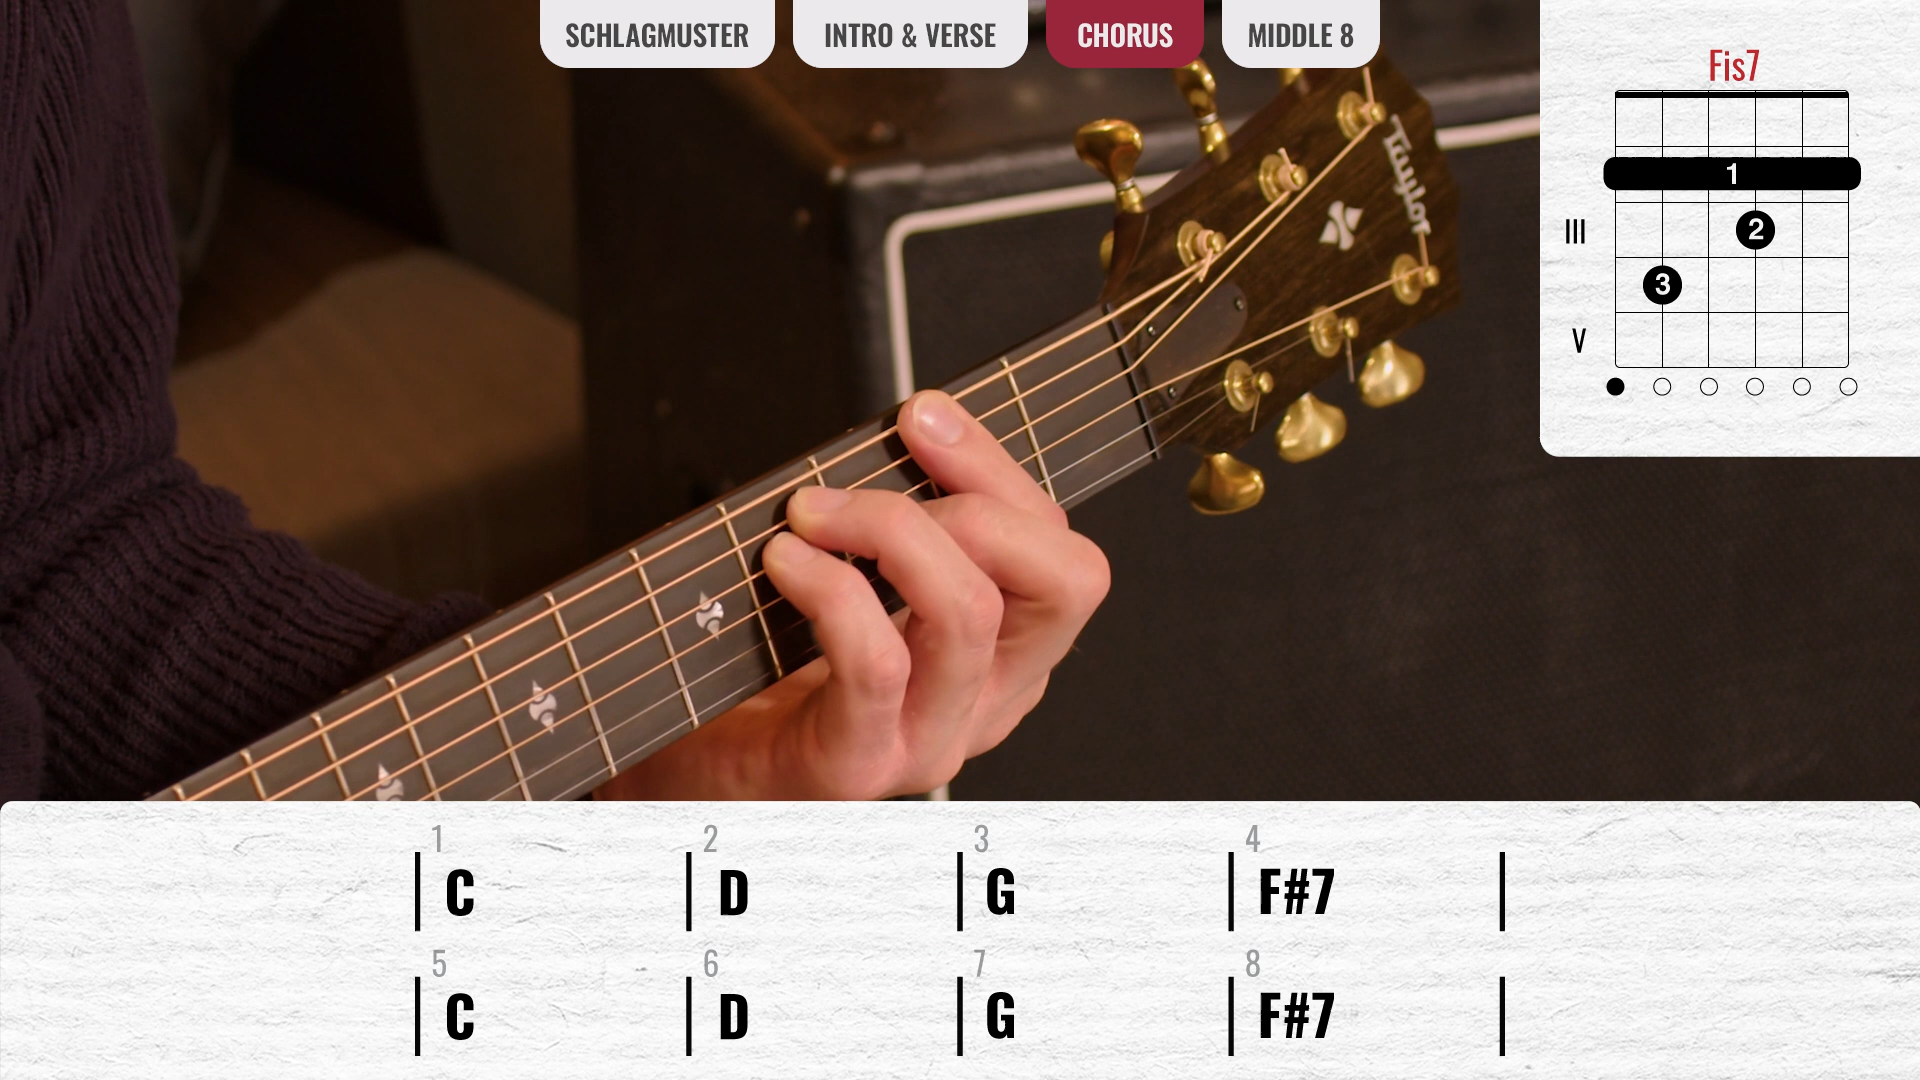 SCHLAGMUSTER
INTRO & VERSE
CHORUS
MIDDLE 8
Taylor
Fis7
1
III
2
3
V
1 2 3 4
C D G F#7
5 6 7 8
C D G F#7